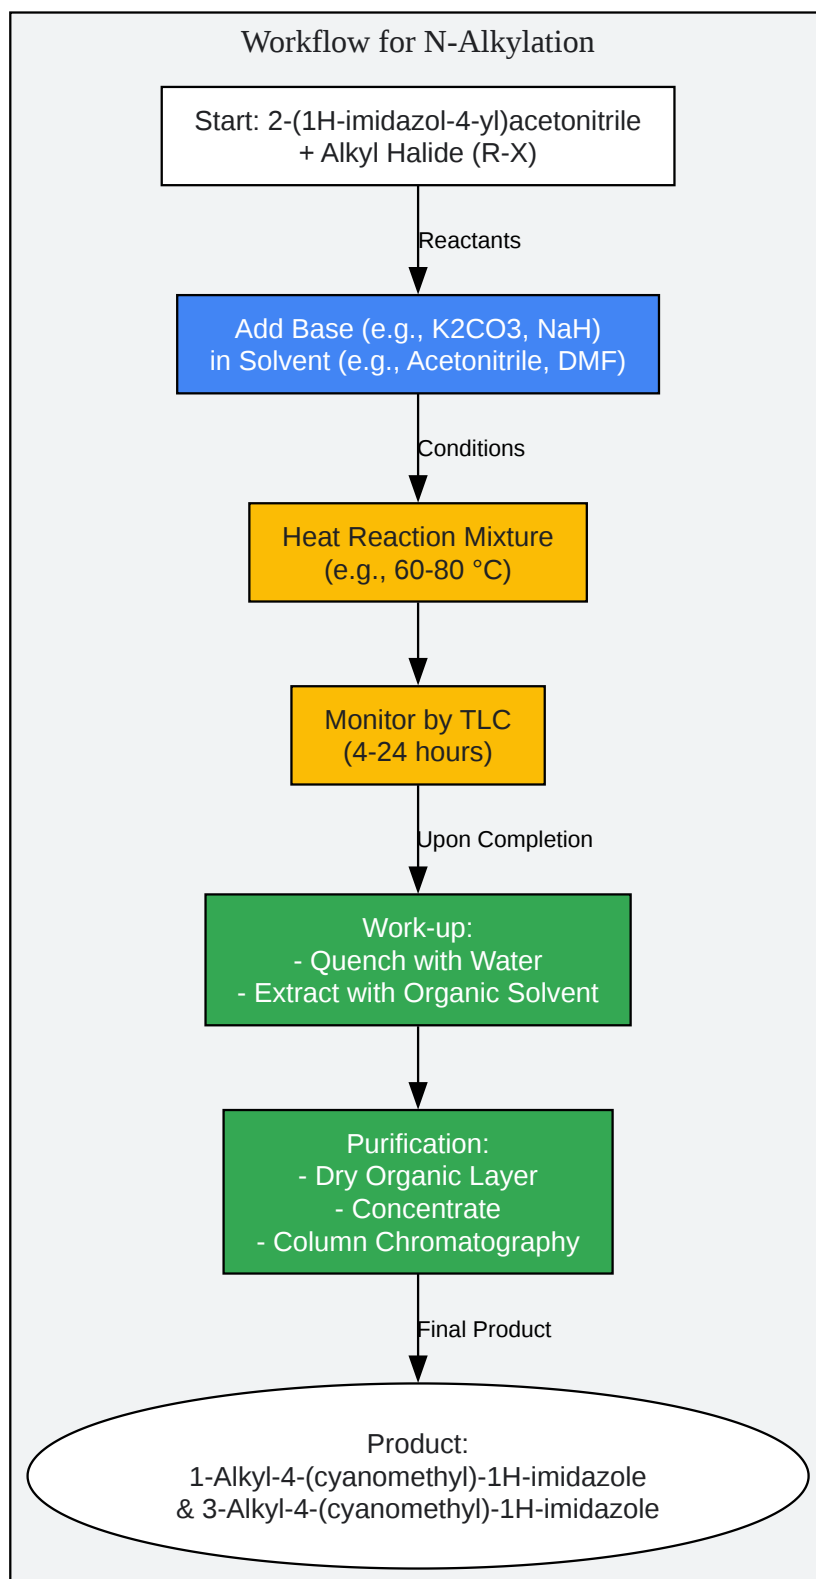 Workflow for N-Alkylation
Start: 2-(1H-imidazol-4-yl)acetonitrile
+ Alkyl Halide (R-X)
Reactants
Add Base (e.g., K2CO3, NaH)
in Solvent (e.g., Acetonitrile, DMF)
Conditions
Heat Reaction Mixture
(e.g., 60-80 °C)
Monitor by TLC
(4-24 hours)
Upon Completion
Work-up:
- Quench with Water
- Extract with Organic Solvent
Purification:
- Dry Organic Layer
- Concentrate
- Column Chromatography
Final Product
Product:
1-Alkyl-4-(cyanomethyl)-1H-imidazole
& 3-Alkyl-4-(cyanomethyl)-1H-imidazole